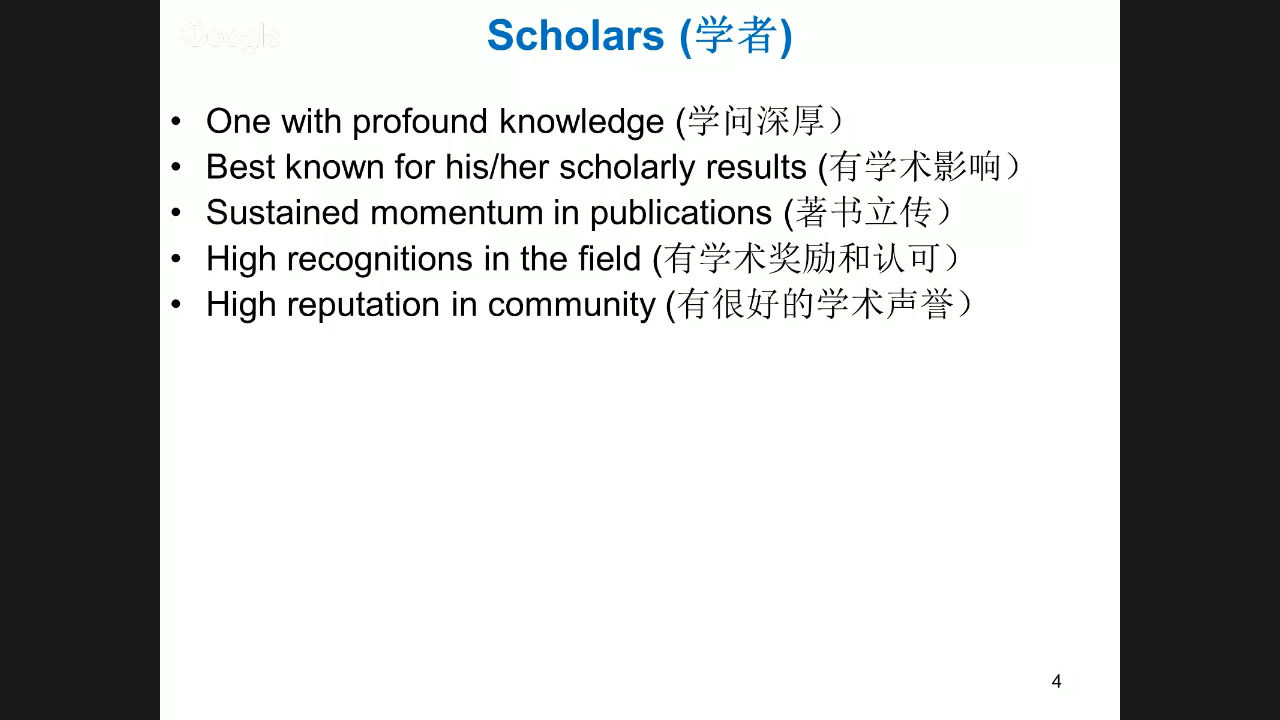 Google
Scholars (学者)
• One with profound knowledge (学问深厚）
• Best known for his/her scholarly results (有学术影响）
• Sustained momentum in publications (著书立传）
• High recognitions in the field (有学术奖励和认可）
• High reputation in community (有很好的学术声誉）
4